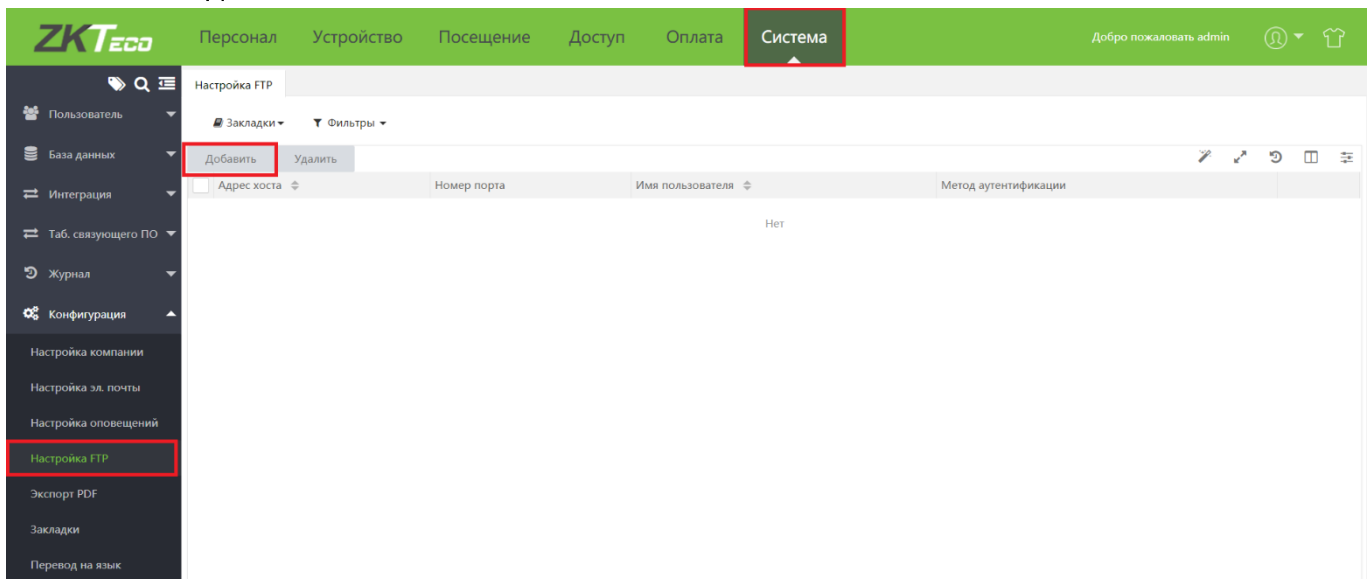 ZKTeco Персонал Устройство Посещение Доступ Оплата Система Добро пожаловать admin
Настройка FTP
Пользователь
Закладки Фильтры
База данных
Добавить Удалить
Адрес хоста Номер порта Имя пользователя Метод аутентификации
Интеграция
Нет
Таб. связующего ПО
Журнал
Конфигурация
Настройка компании
Настройка эл. почты
Настройка оповещений
Настройка FTP
Экспорт PDF
Закладки
Перевод на язык